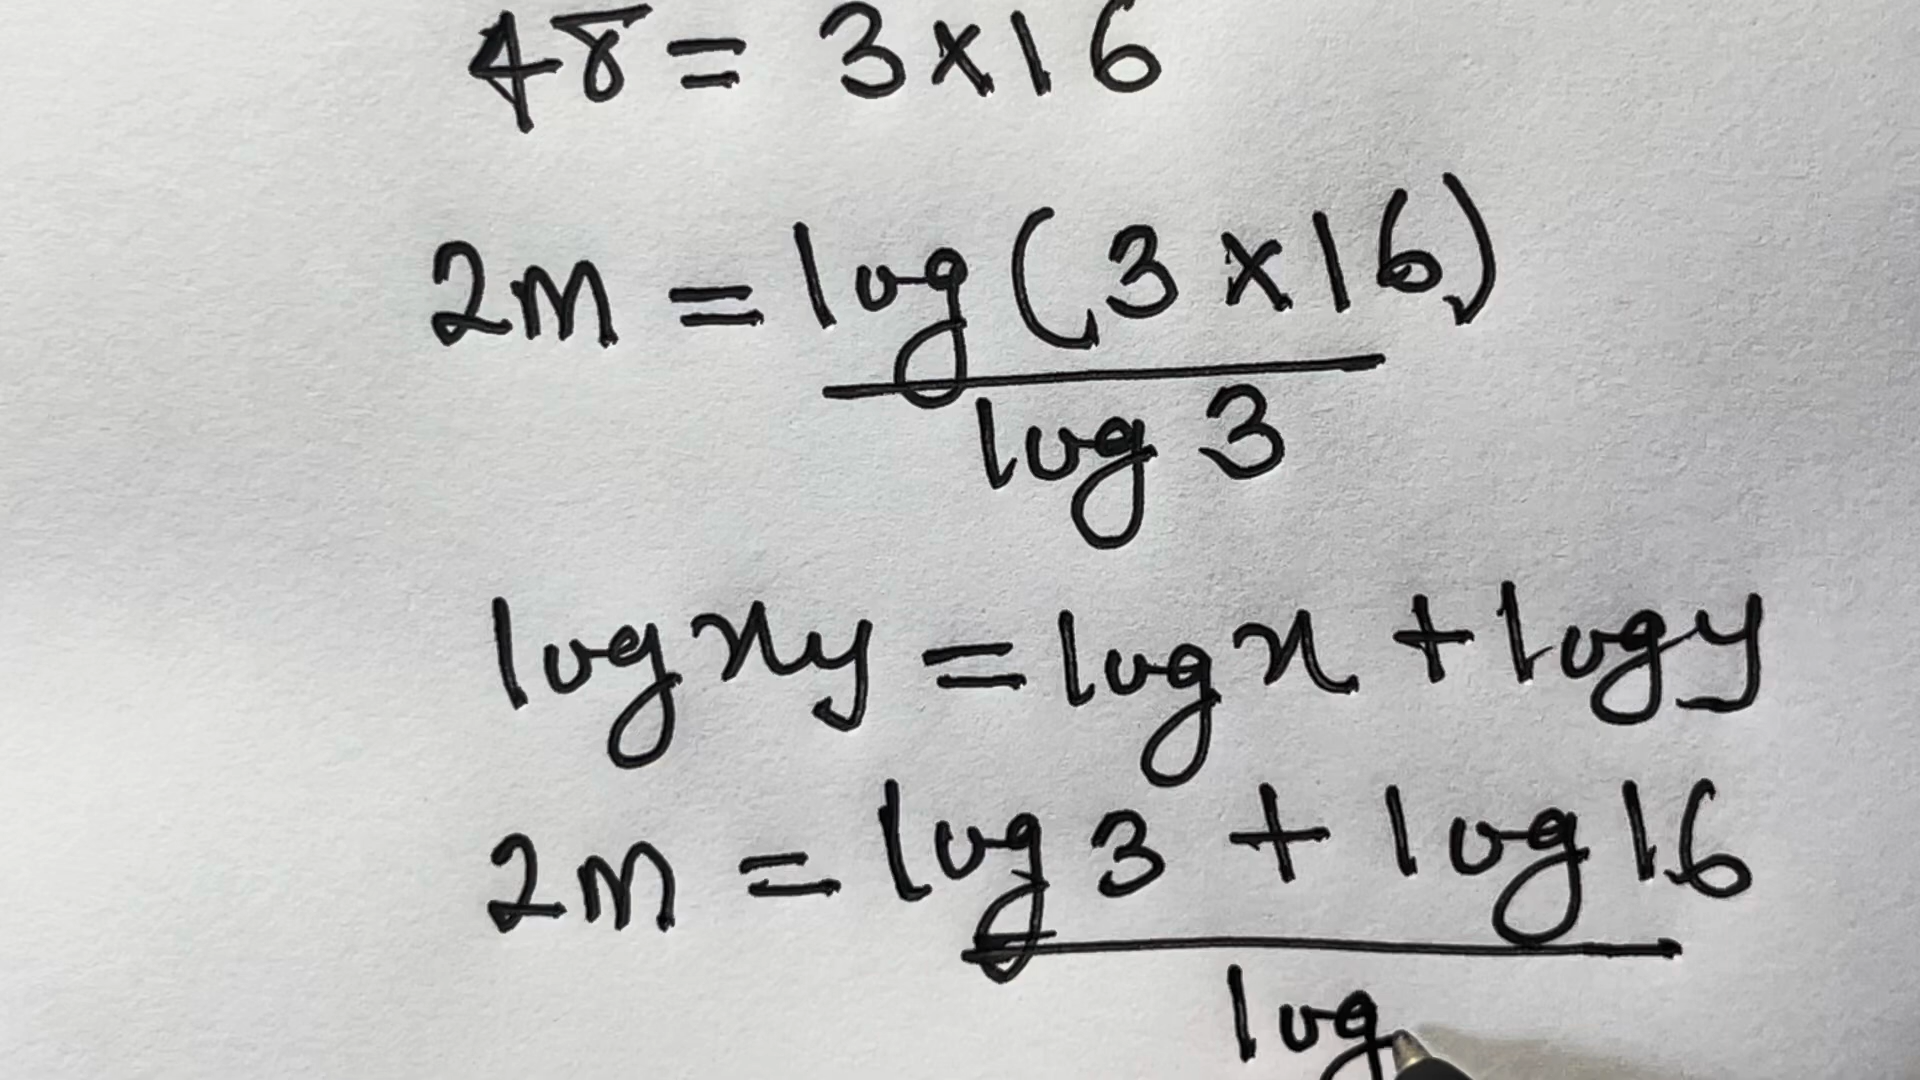 48 = 3 x 16
2m = log (3 x 16)
log 3
log xy = log x + log y
2m = log 3 + log 16
log